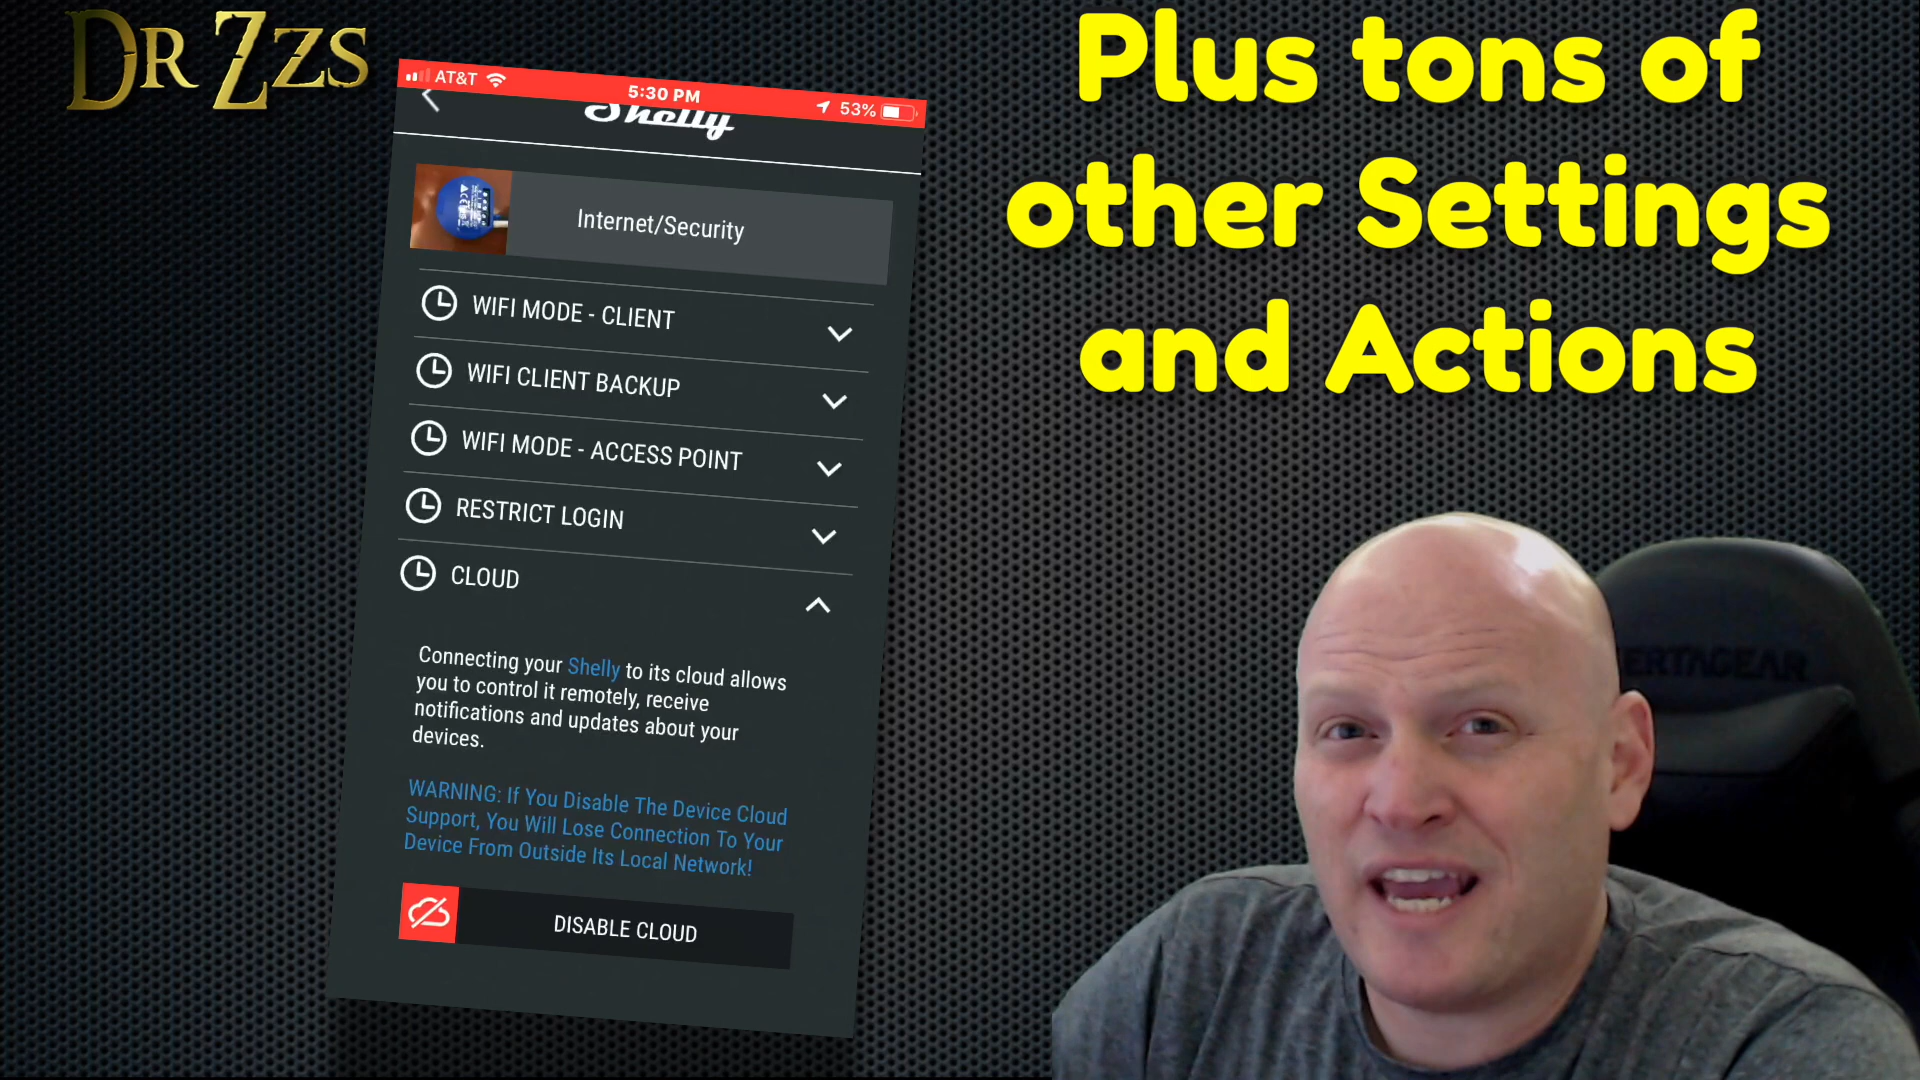 DR ZZS
Plus tons of
other Settings
and Actions
AT&T
5:30 PM
53%
Shelly
Internet/Security
WIFI MODE - CLIENT
WIFI CLIENT BACKUP
WIFI MODE - ACCESS POINT
RESTRICT LOGIN
CLOUD
Connecting your Shelly to its cloud allows
you to control it remotely, receive
notifications and updates about your
devices.
WARNING: If You Disable The Device Cloud
Support, You Will Lose Connection To Your
Device From Outside Its Local Network!
DISABLE CLOUD